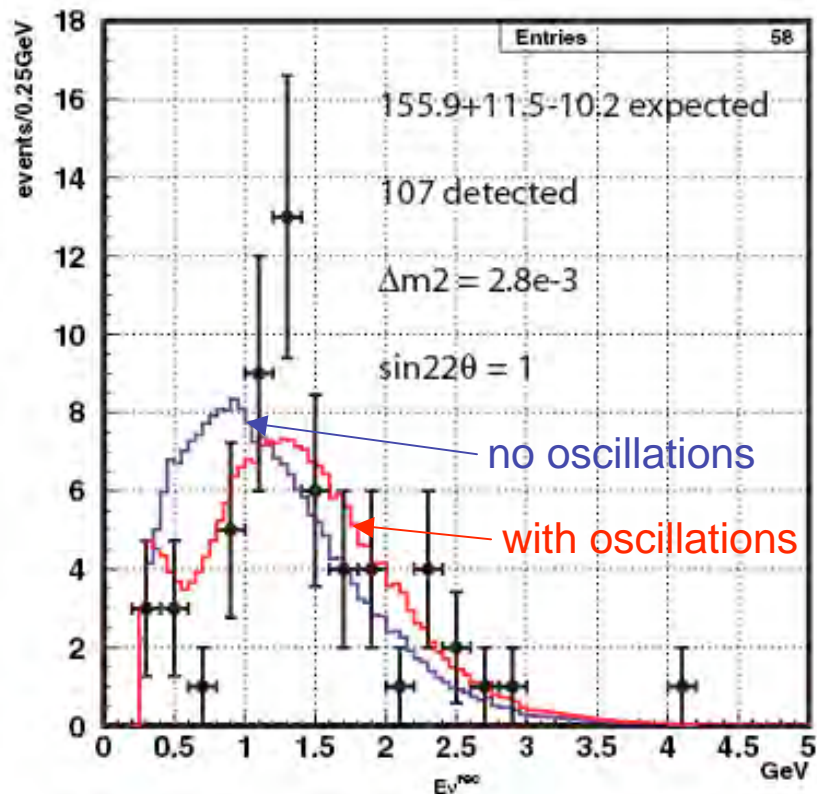 Entries 58
155.9+11.5-10.2 expected
107 detected
Δm2 = 2.8e-3
sin22θ = 1
no oscillations
with oscillations
events/0.25GeV
18
16
14
12
10
8
6
4
2
0
0 0.5 1 1.5 2 2.5 3 3.5 4 4.5 5
GeV
Eν^rec